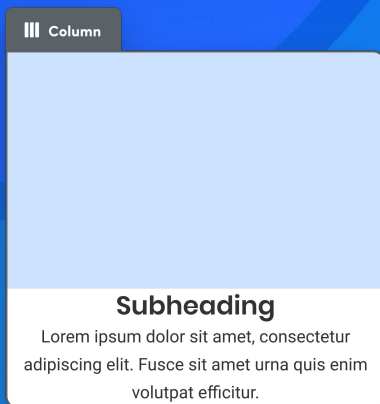 Column
Subheading
Lorem ipsum dolor sit amet, consectetur
adipiscing elit. Fusce sit amet urna quis enim
volutpat efficitur.